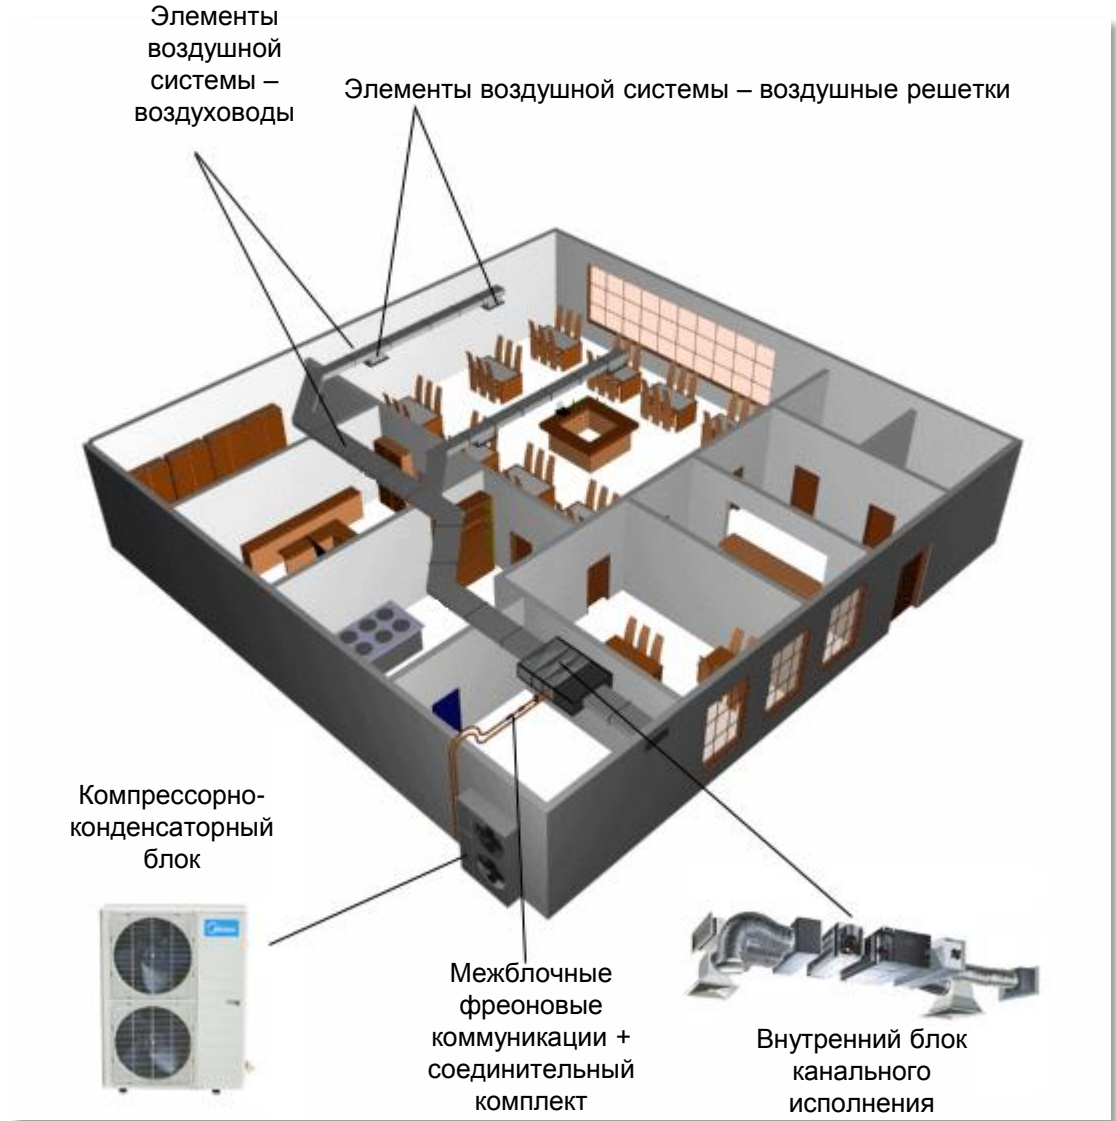 Элементы
воздушной
системы –
воздуховоды
Элементы воздушной системы – воздушные решетки
Компрессорно-
конденсаторный
блок
Межблочные
фреоновые
коммуникации +
соединительный
комплект
Внутренний блок
канального
исполнения